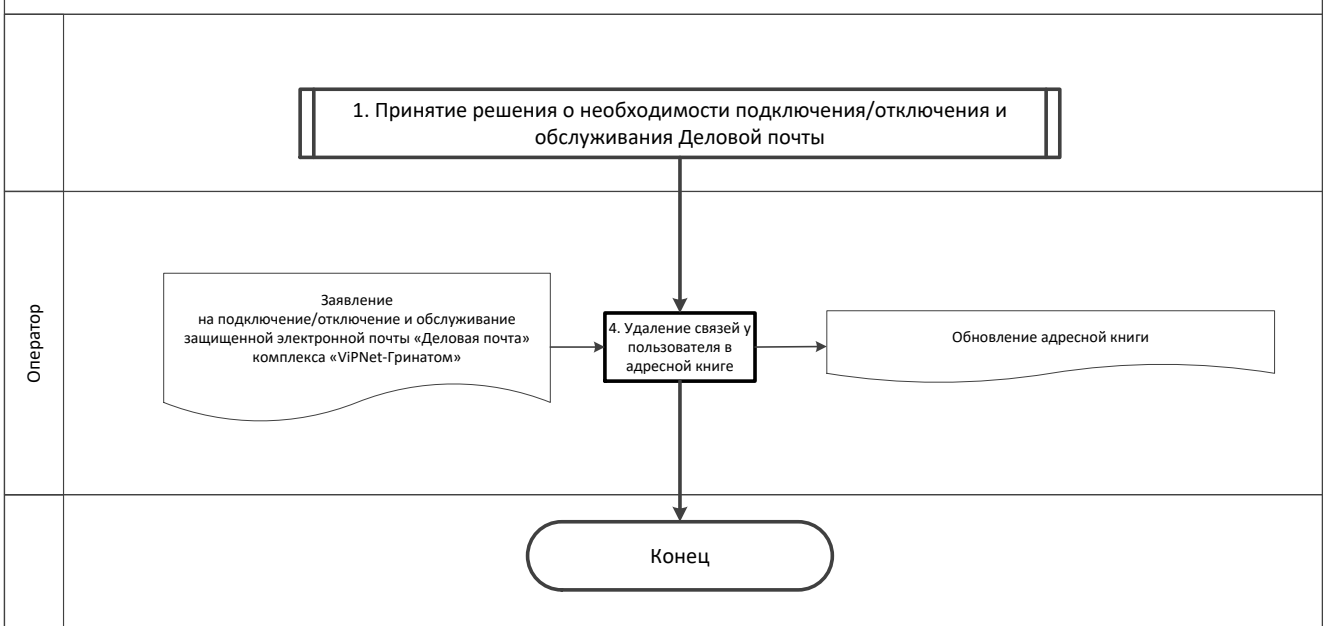 1. Принятие решения о необходимости подключения/отключения и
обслуживания Деловой почты
Оператор
Заявление
на подключение/отключение и обслуживание
защищенной электронной почты «Деловая почта»
комплекса «ViPNet-Гринатом»
4. Удаление связей у
пользователя в
адресной книге
Обновление адресной книги
Конец